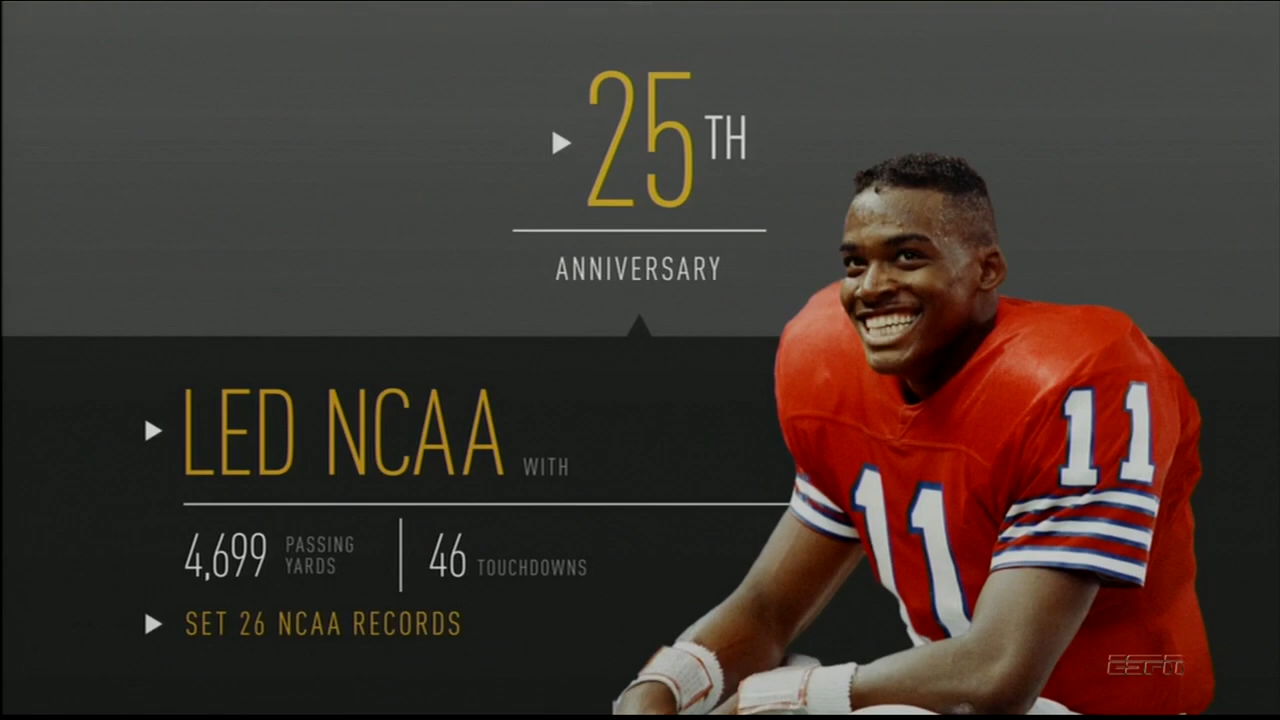 25TH
ANNIVERSARY
LED NCAA WITH
4,699 PASSING YARDS 46 TOUCHDOWNS
SET 26 NCAA RECORDS
11
11
ESPN